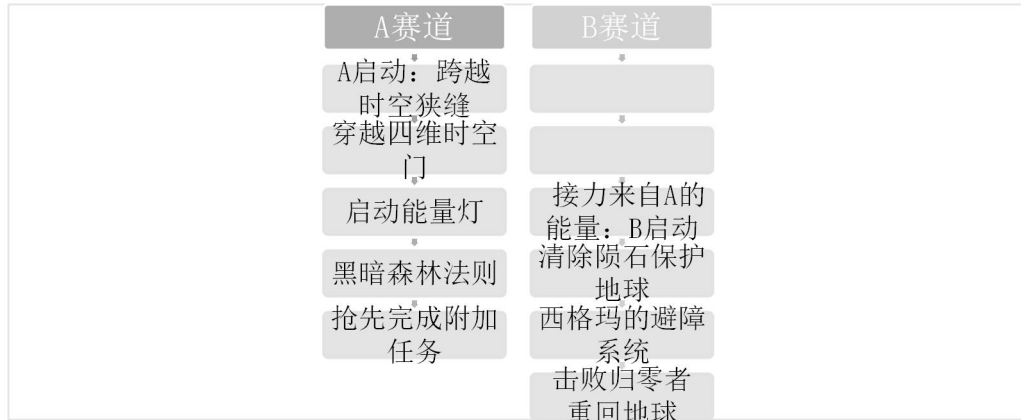 A赛道
A启动：跨越
时空狭缝
穿越四维时空
门
启动能量灯
黑暗森林法则
抢先完成附加
任务
B赛道
接力来自A的
能量：B启动
清除陨石保护
地球
西格玛的避障
系统
击败归零者
重回地球